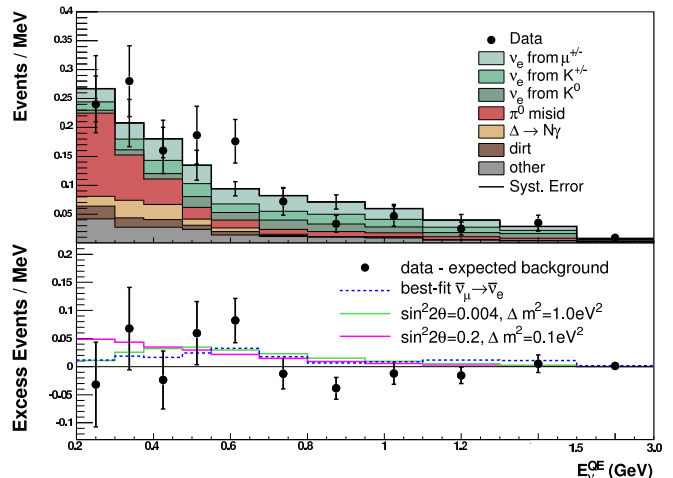 Events / MeV
0.4
0.35
0.3
0.25
0.2
0.15
0.1
0.05
Data
νe from μ+/-
νe from K+/-
νe from K0
π0 misid
Δ → Nγ
dirt
other
Syst. Error
Excess Events / MeV
0.2
0.15
0.1
0.05
0
-0.05
-0.1
data - expected background
best-fit ν̄μ→ν̄e
sin²2θ=0.004, Δ m²=1.0eV²
sin²2θ=0.2, Δ m²=0.1eV²
0.2 0.4 0.6 0.8 1 1.2 1.5 3.0
EνQE (GeV)